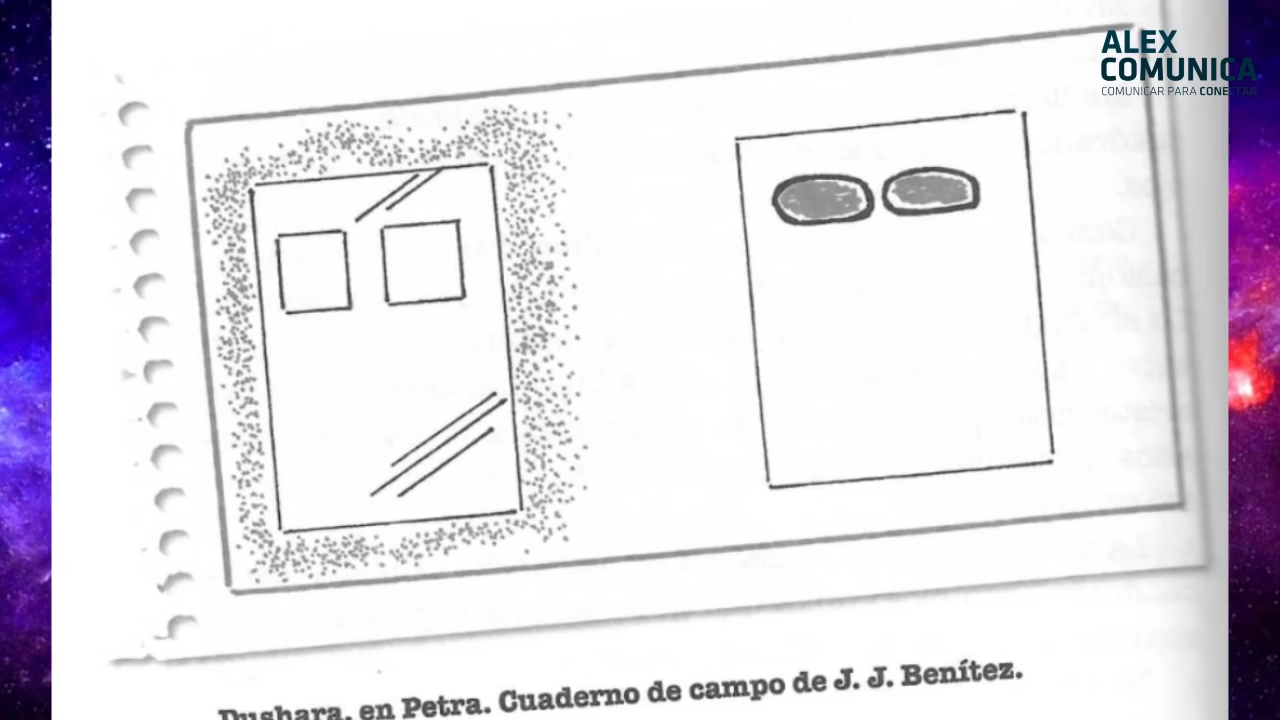 ALEX
COMUNICA
COMUNICAR PARA CONECTAR
Dushara, en Petra. Cuaderno de campo de J. J. Benítez.